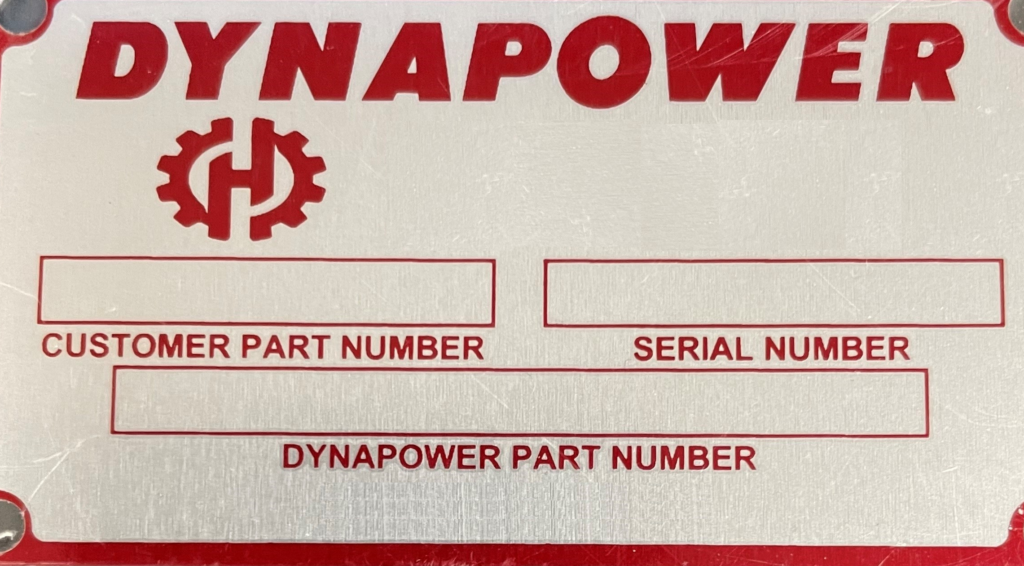 DYNAPOWER
H
CUSTOMER PART NUMBER
SERIAL NUMBER
DYNAPOWER PART NUMBER